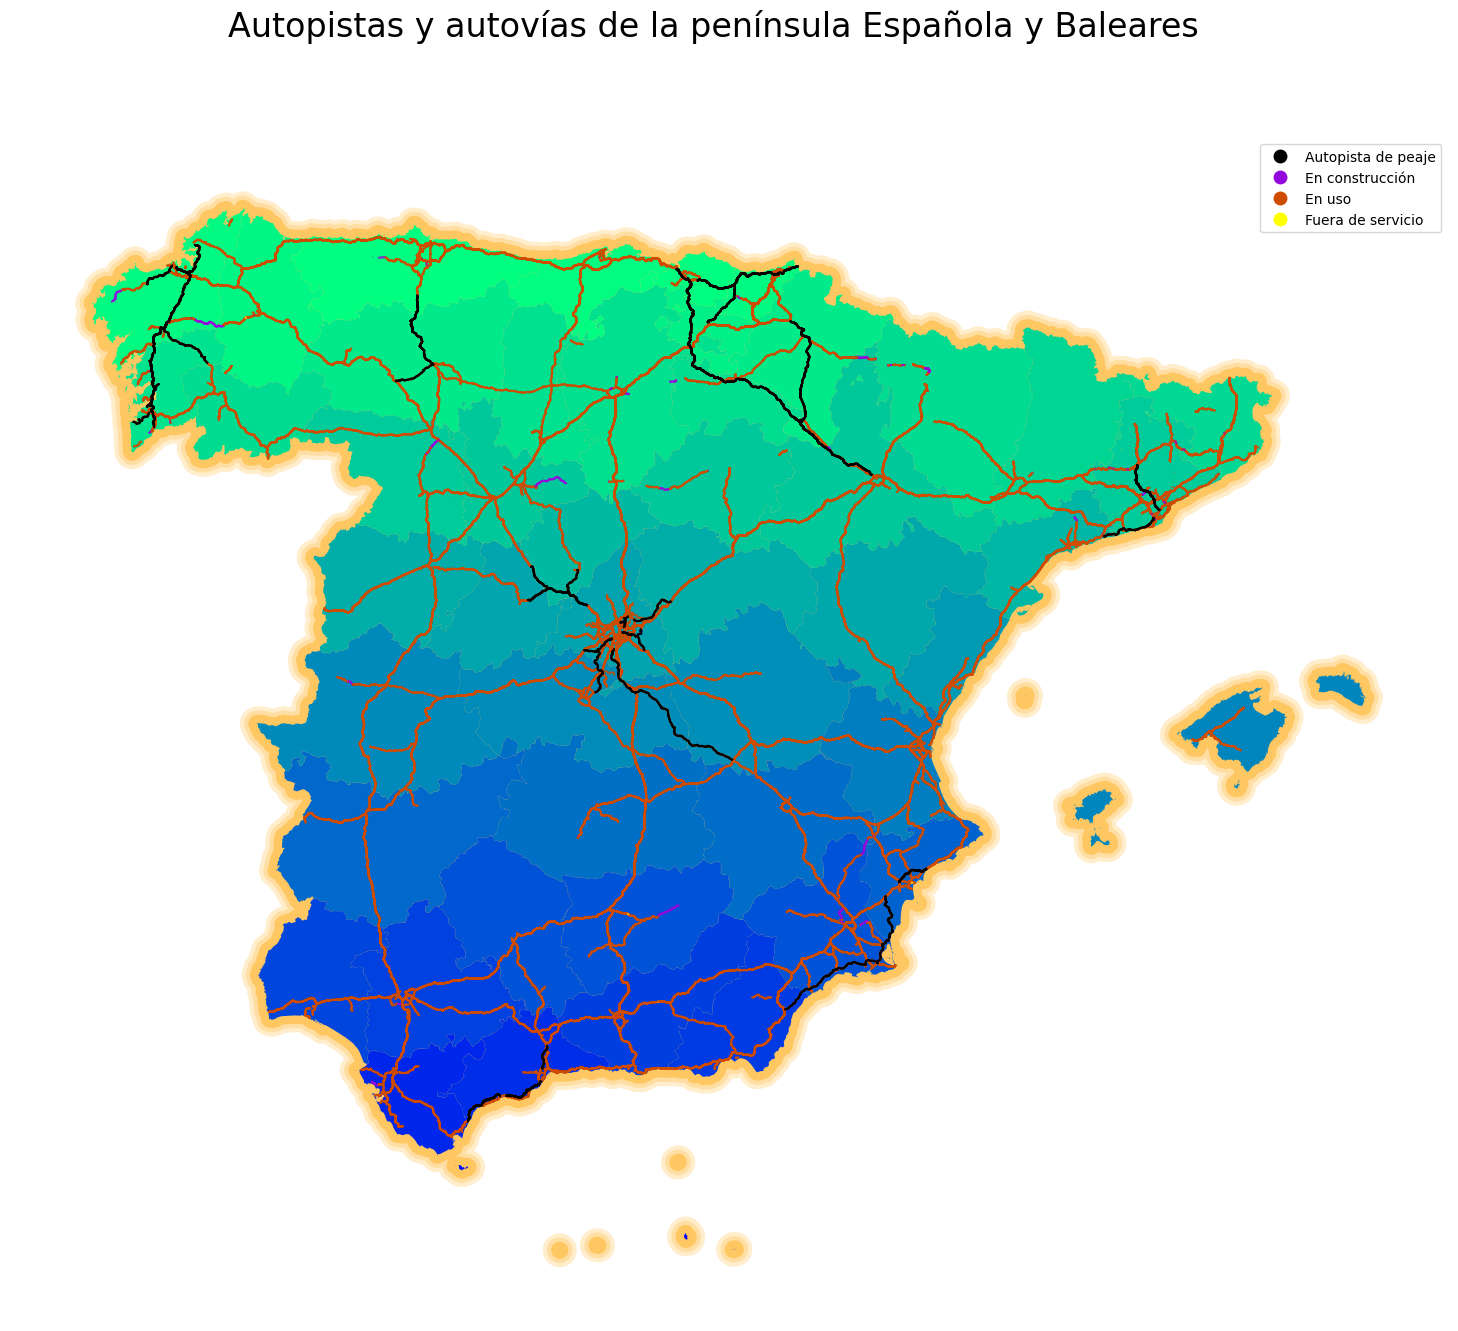 Autopistas y autovías de la península Española y Baleares
Autopista de peaje
En construcción
En uso
Fuera de servicio